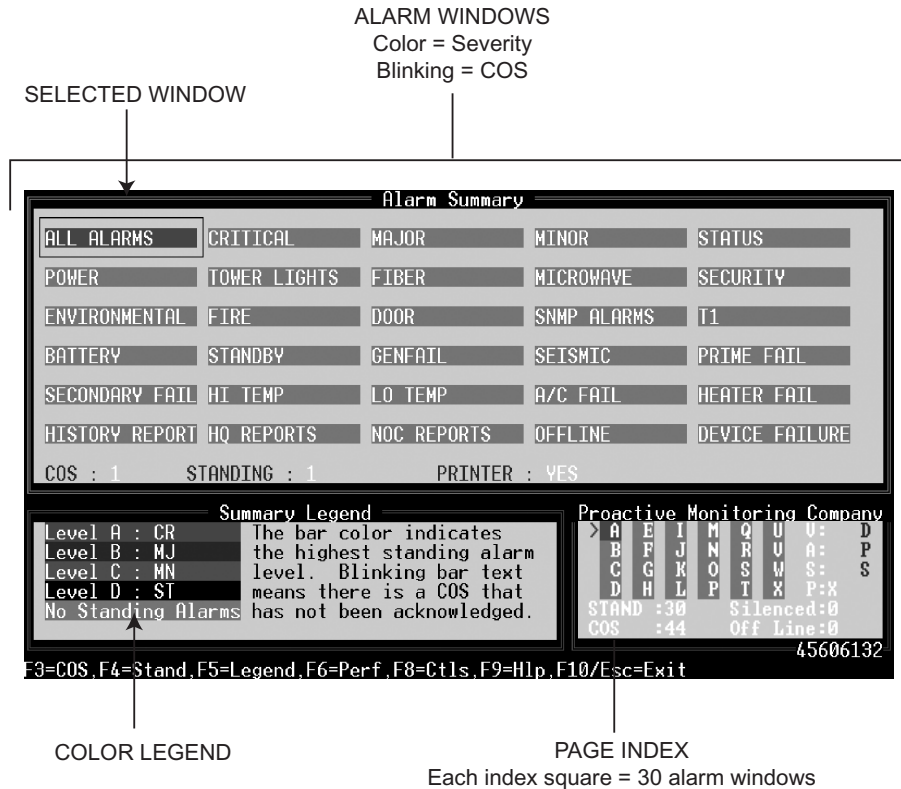 ALARM WINDOWS
Color = Severity
Blinking = COS
SELECTED WINDOW
Alarm Summary
ALL ALARMS CRITICAL MAJOR MINOR STATUS
POWER TOWER LIGHTS FIBER MICROWAVE SECURITY
ENVIRONMENTAL FIRE DOOR SNMP ALARMS T1
BATTERY STANDBY GENFAIL SEISMIC PRIME FAIL
SECONDARY FAIL HI TEMP LO TEMP A/C FAIL HEATER FAIL
HISTORY REPORT HQ REPORTS NOC REPORTS OFFLINE DEVICE FAILURE
COS : 1 STANDING : 1 PRINTER : YES
Summary Legend
Level A : CR The bar color indicates
Level B : MJ the highest standing alarm
Level C : MN level. Blinking bar text
Level D : ST means there is a COS that
No Standing Alarms has not been acknowledged.
Proactive Monitoring Company
> A E I M Q U U: D
B F J N R V A: P
C G K O S W S: S
D H L P T X P:X
STAND :30 Silenced:0
COS :44 Off Line:0
45606132
F3=COS,F4=Stand,F5=Legend,F6=Perf,F8=Ctls,F9=Hlp,F10/Esc=Exit
COLOR LEGEND
PAGE INDEX
Each index square = 30 alarm windows